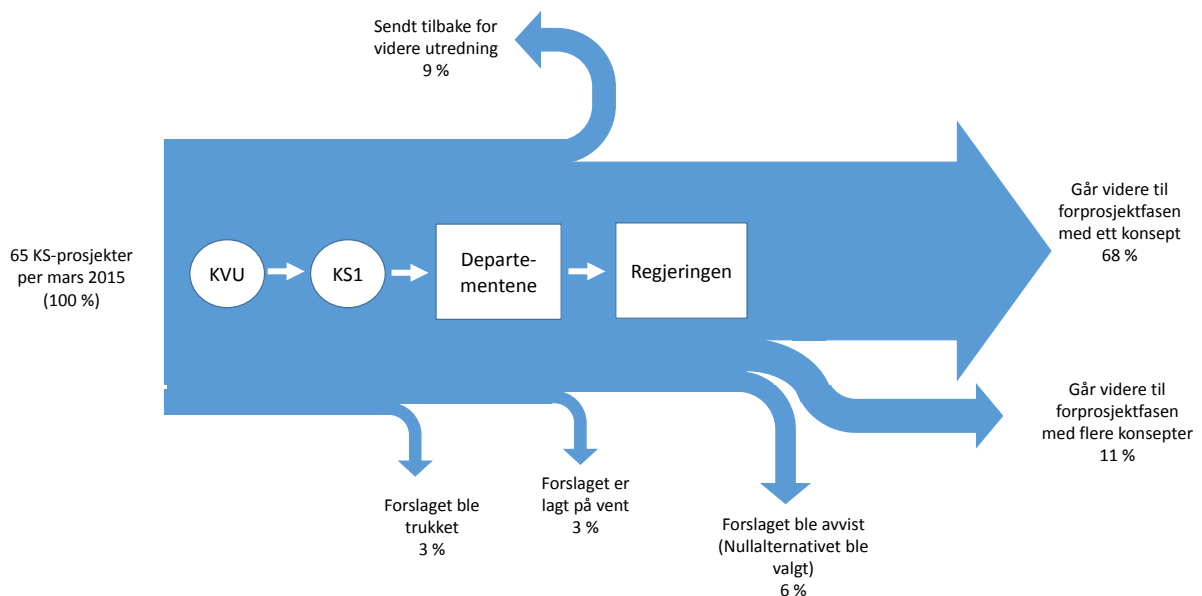 Sendt tilbake for
videre utredning
9 %
65 KS-prosjekter
per mars 2015
(100 %)
KVU
KS1
Departe-
mentene
Regjeringen
Går videre til
forprosjektfasen
med ett konsept
68 %
Går videre til
forprosjektfasen
med flere konsepter
11 %
Forslaget ble
trukket
3 %
Forslaget er
lagt på vent
3 %
Forslaget ble avvist
(Nullalternativet ble
valgt)
6 %